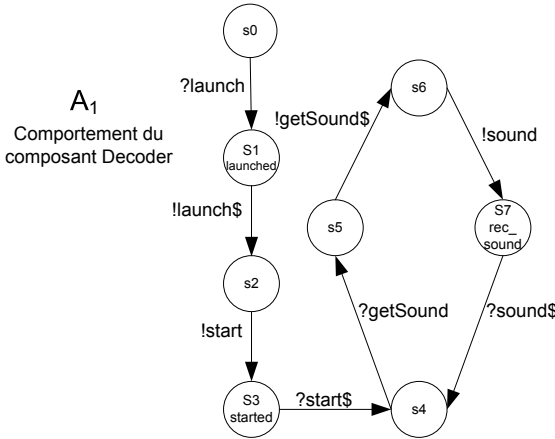 s0
?launch
A1
Comportement du
composant Decoder
S1
launched
!launch$
s2
!start
S3
started
?start$
s4
?getSound
s5
!getSound$
s6
!sound
S7
rec_
sound
?sound$